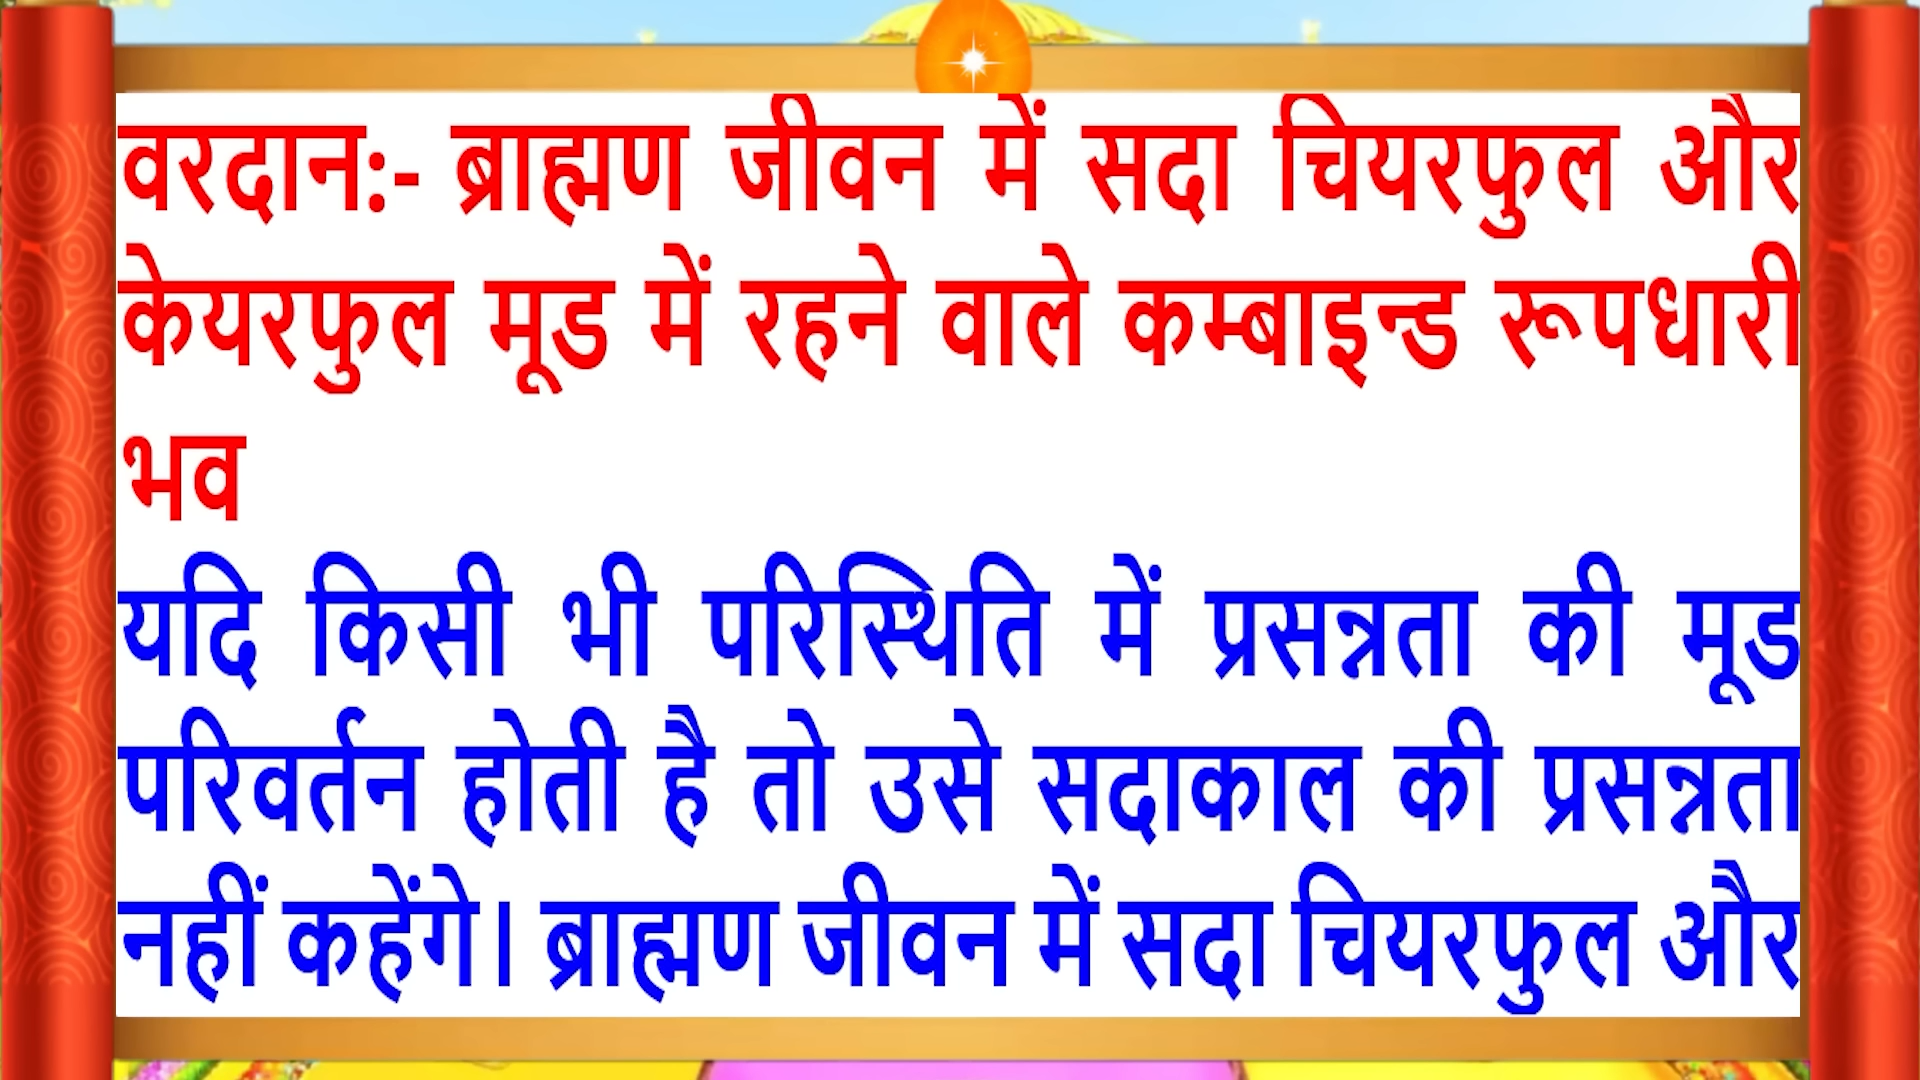 वरदान:- ब्राह्मण जीवन में सदा चियरफुल और
केयरफुल मूड में रहने वाले कम्बाइन्ड रूपधारी
भव
यदि किसी भी परिस्थिति में प्रसन्नता की मूड
परिवर्तन होती है तो उसे सदाकाल की प्रसन्नता
नहीं कहेंगे। ब्राह्मण जीवन में सदा चियरफुल और